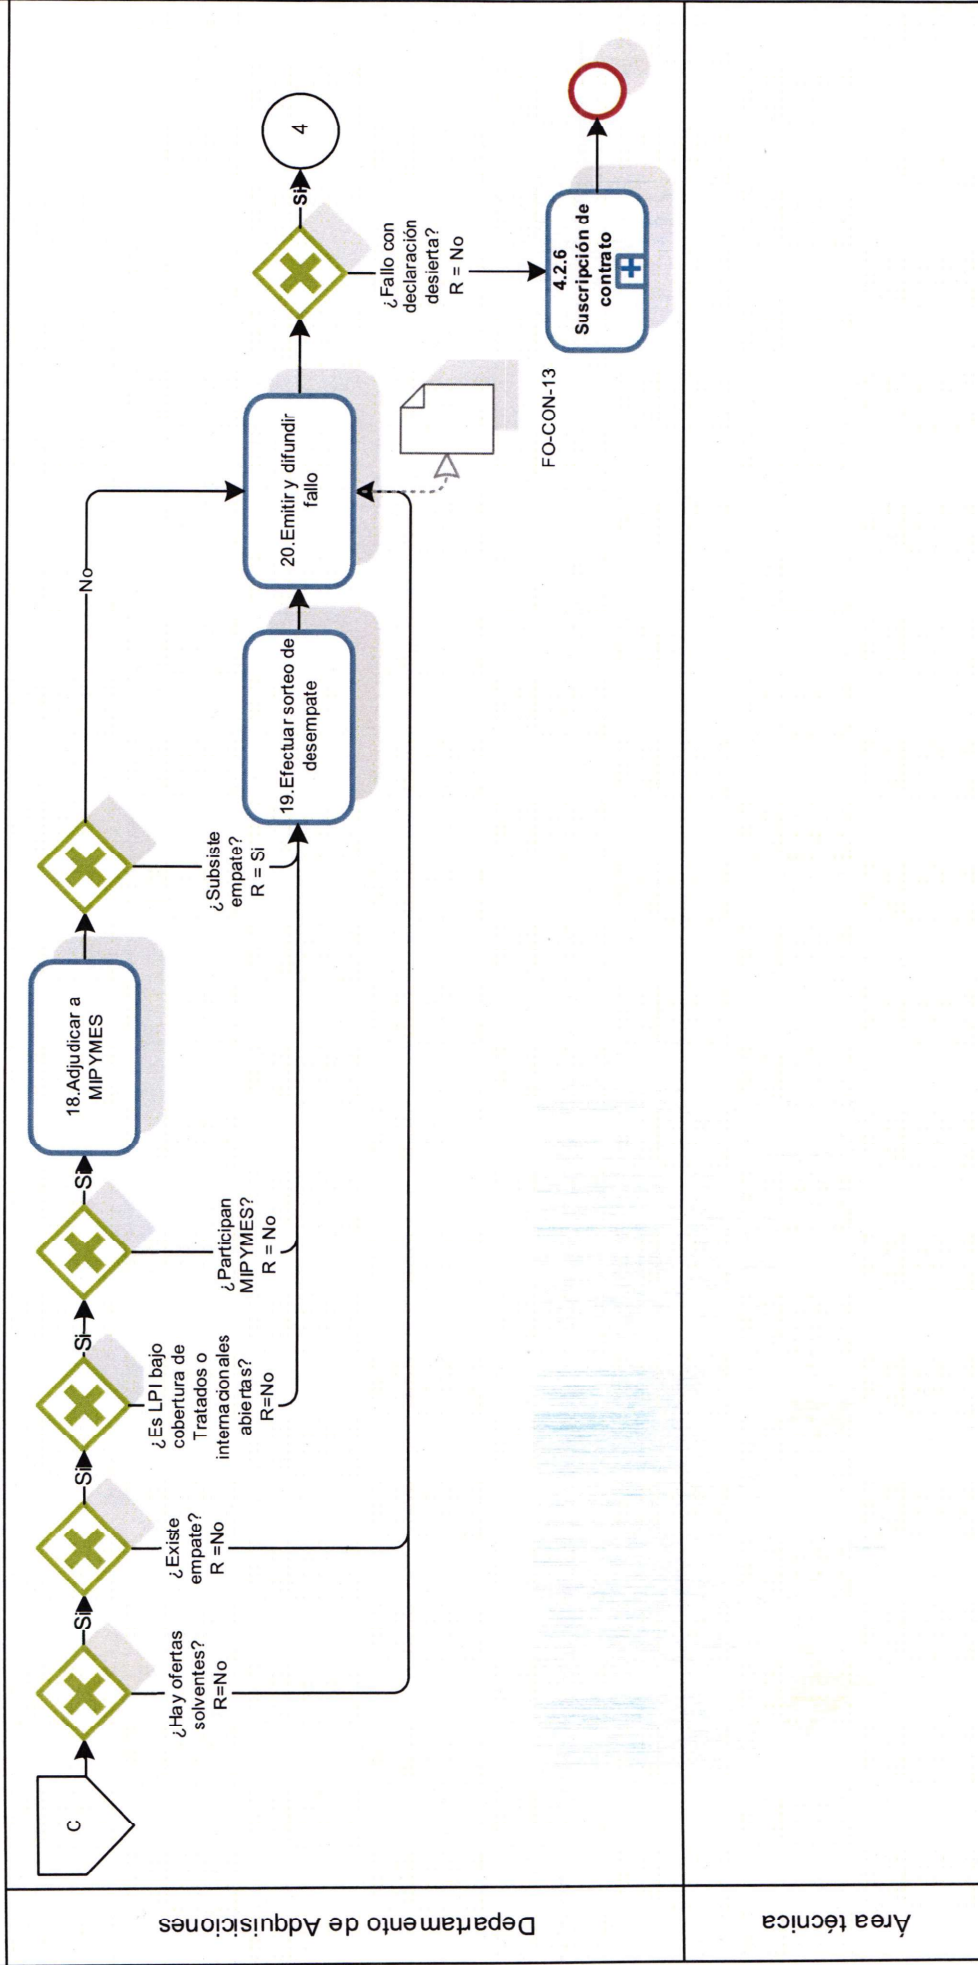 Departamento de Adquisiciones
C
¿Hay ofertas
solventes?
R=No
Si
¿Existe
empate?
R =No
Si
¿Es LPI bajo
cobertura de
Tratados o
internacionales
abiertas?
R=No
Si
¿Participan
MIPYMES?
R = No
Si
18.Adjudicar a
MIPYMES
¿Subsiste
empate?
R = Si
No
19.Efectuar sorteo de
desempate
20.Emitir y difundir
fallo
FO-CON-13
¿Fallo con
declaración
desierta?
R = No
Si
4
4.2.6
Suscripción de
contrato
Área técnica